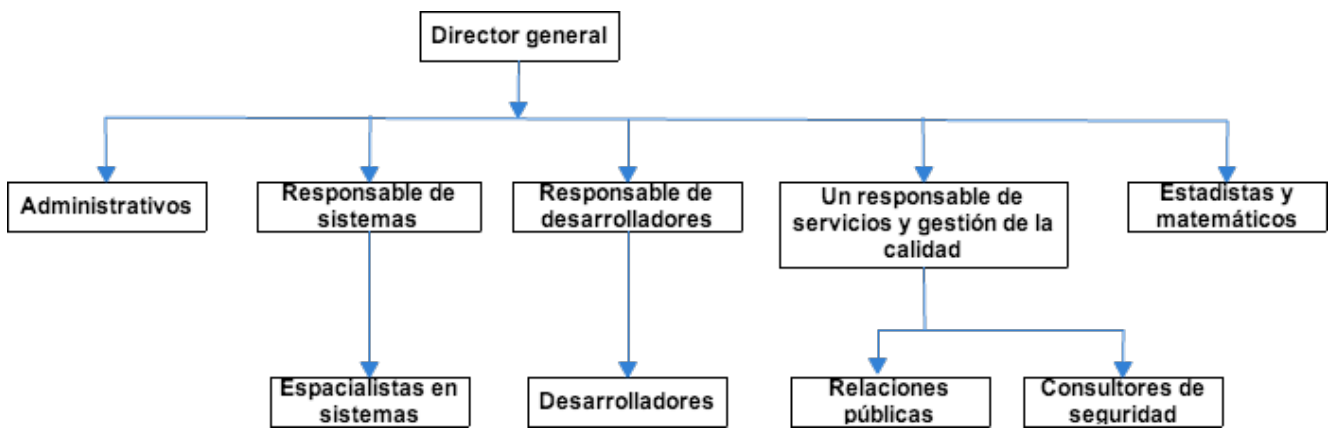 Director general
Administrativos
Responsable de
sistemas
Responsable de
desarrolladores
Un responsable de
servicios y gestión de la
calidad
Estadistas y
matemáticos
Espacialistas en
sistemas
Desarrolladores
Relaciones
públicas
Consultores de
seguridad